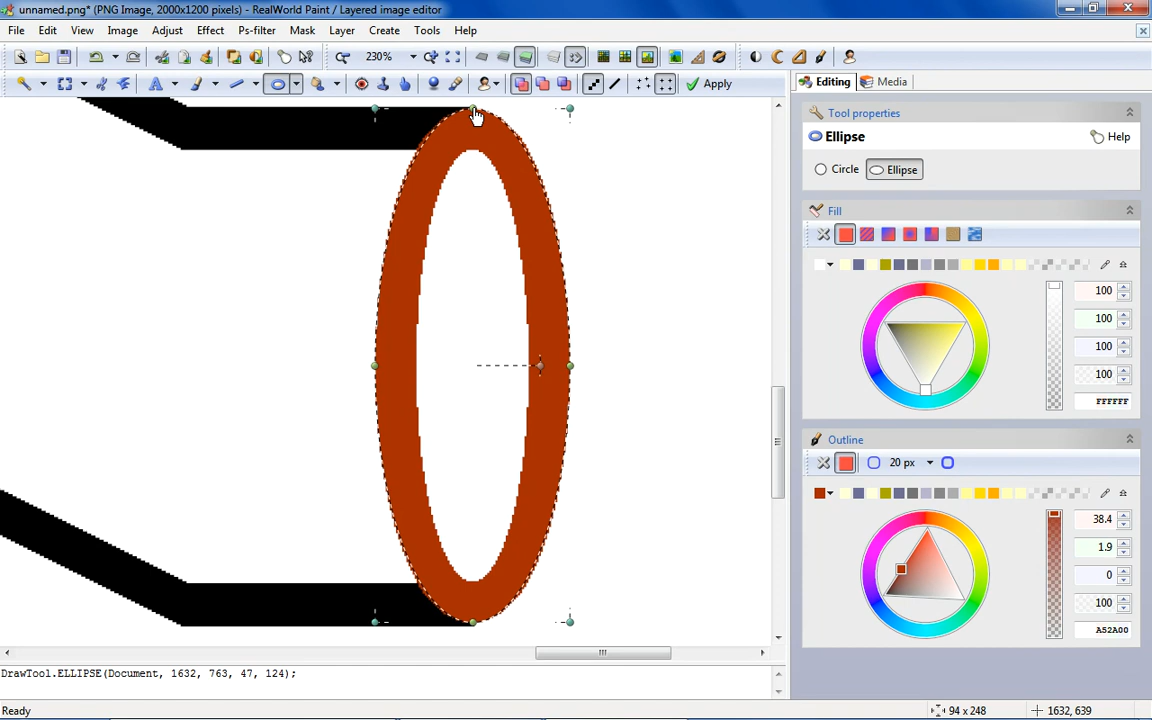 unnamed.png* (PNG Image, 2000x1200 pixels) - RealWorld Paint / Layered image editor
File Edit View Image Adjust Effect Ps-filter Mask Layer Create Tools Help
230%
Apply
Editing Media
Tool properties
Ellipse Help
Circle Ellipse
Fill
100
100
100
100
FFFFFF
Outline
20 px
38.4
1.9
0
100
A52A00
DrawTool.ELLIPSE(Document, 1632, 763, 47, 124);
Ready 94 x 248 1632, 639